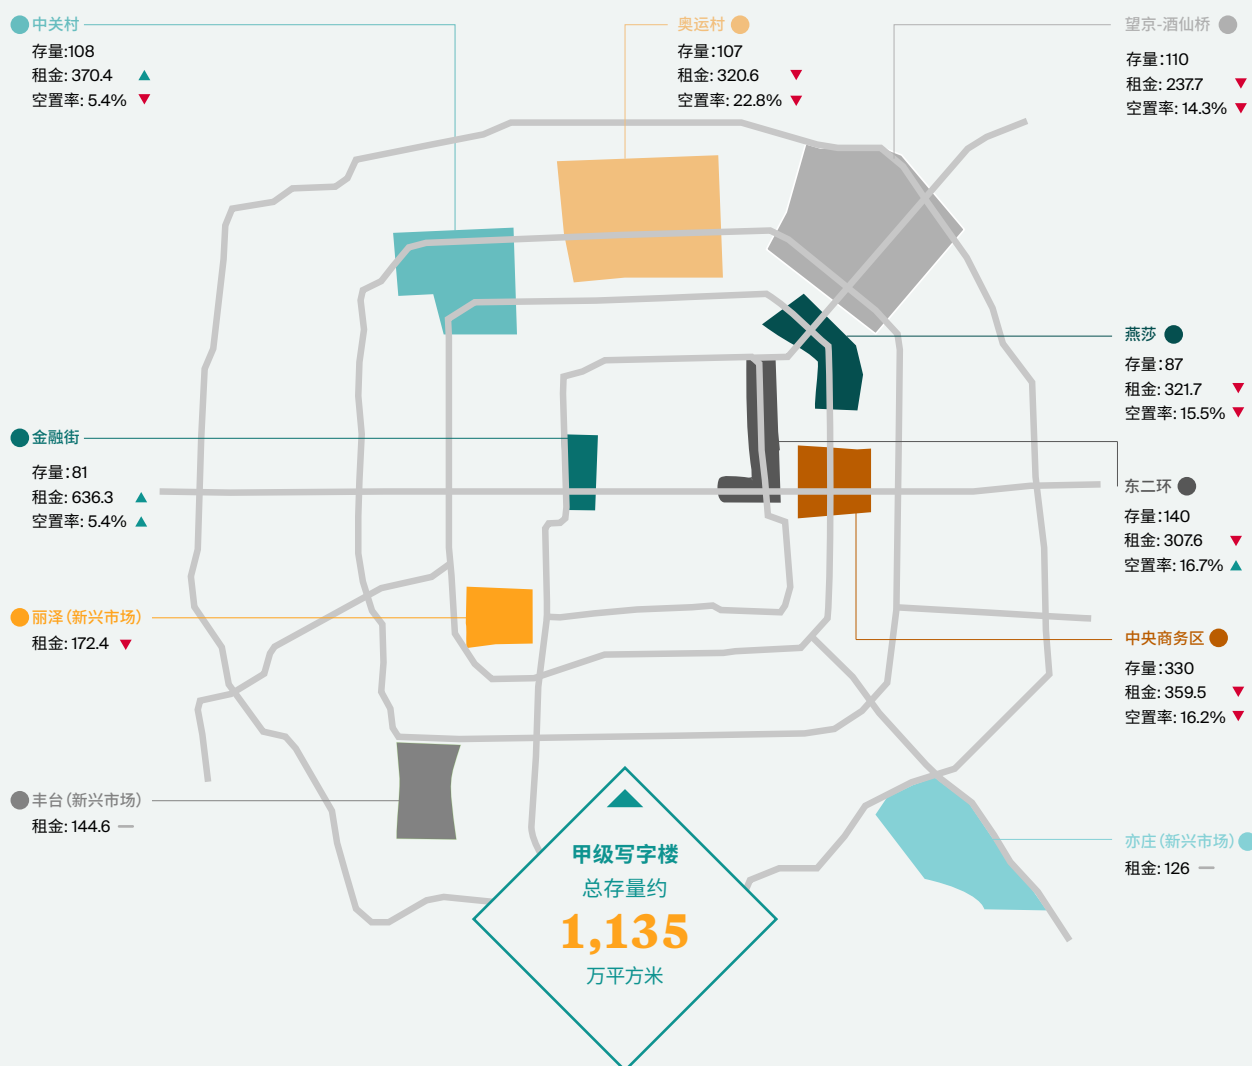 中关村
存量:108
租金: 370.4 ▲
空置率: 5.4% ▼
奥运村
存量:107
租金: 320.6 ▼
空置率: 22.8% ▼
望京-酒仙桥
存量:110
租金: 237.7 ▼
空置率: 14.3% ▼
燕莎
存量:87
租金: 321.7 ▼
空置率: 15.5% ▼
金融街
存量:81
租金: 636.3 ▲
空置率: 5.4% ▲
东二环
存量:140
租金: 307.6 ▼
空置率: 16.7% ▲
丽泽(新兴市场)
租金: 172.4 ▼
中央商务区
存量:330
租金: 359.5 ▼
空置率: 16.2% ▼
丰台(新兴市场)
租金: 144.6 —
亦庄(新兴市场)
租金: 126 —
甲级写字楼
总存量约
1,135
万平方米